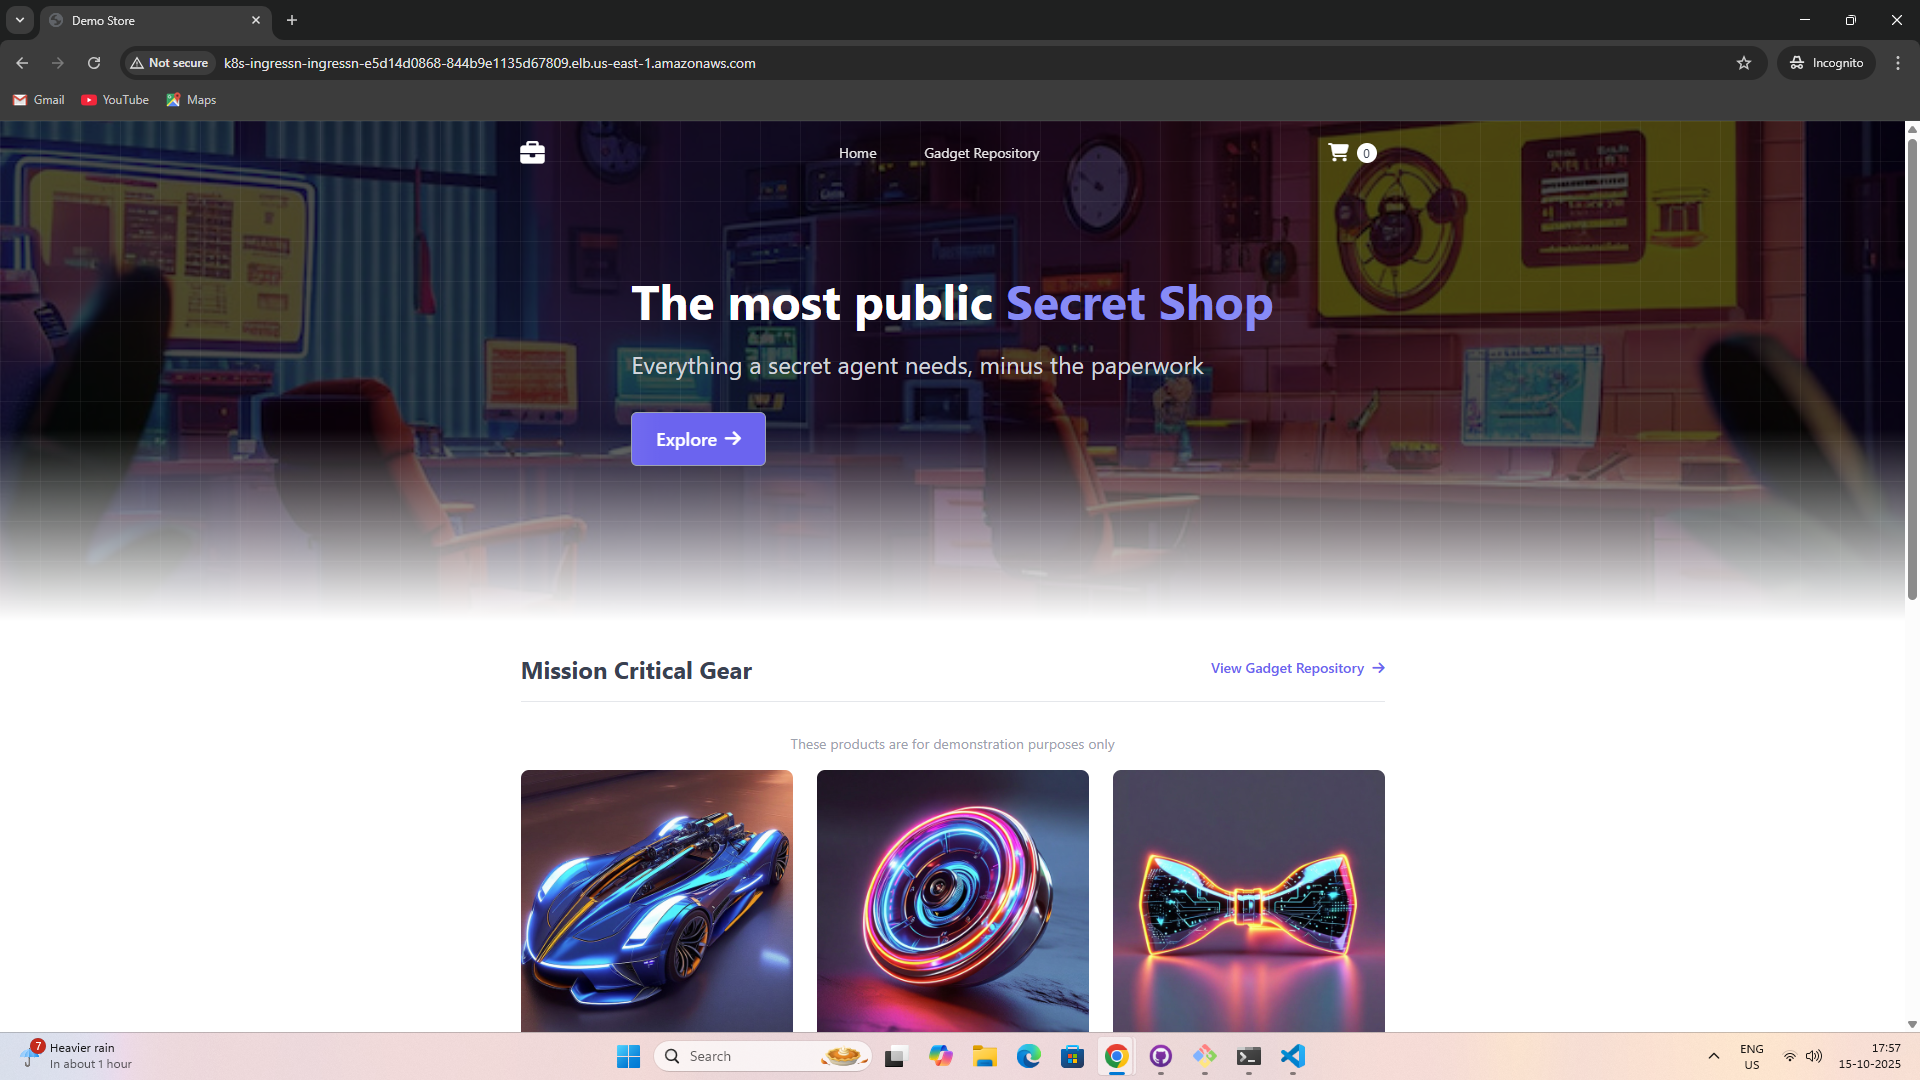 Demo Store
Not secure
k8s-ingressn-ingressn-e5d14d0868-844b9e1135d67809.elb.us-east-1.amazonaws.com
Incognito
Gmail
YouTube
Maps
Home
Gadget Repository
0
The most public Secret Shop
Everything a secret agent needs, minus the paperwork
Explore
Mission Critical Gear
View Gadget Repository
These products are for demonstration purposes only
7
Heavier rain
In about 1 hour
Search
ENG
US
17:57
15-10-2025